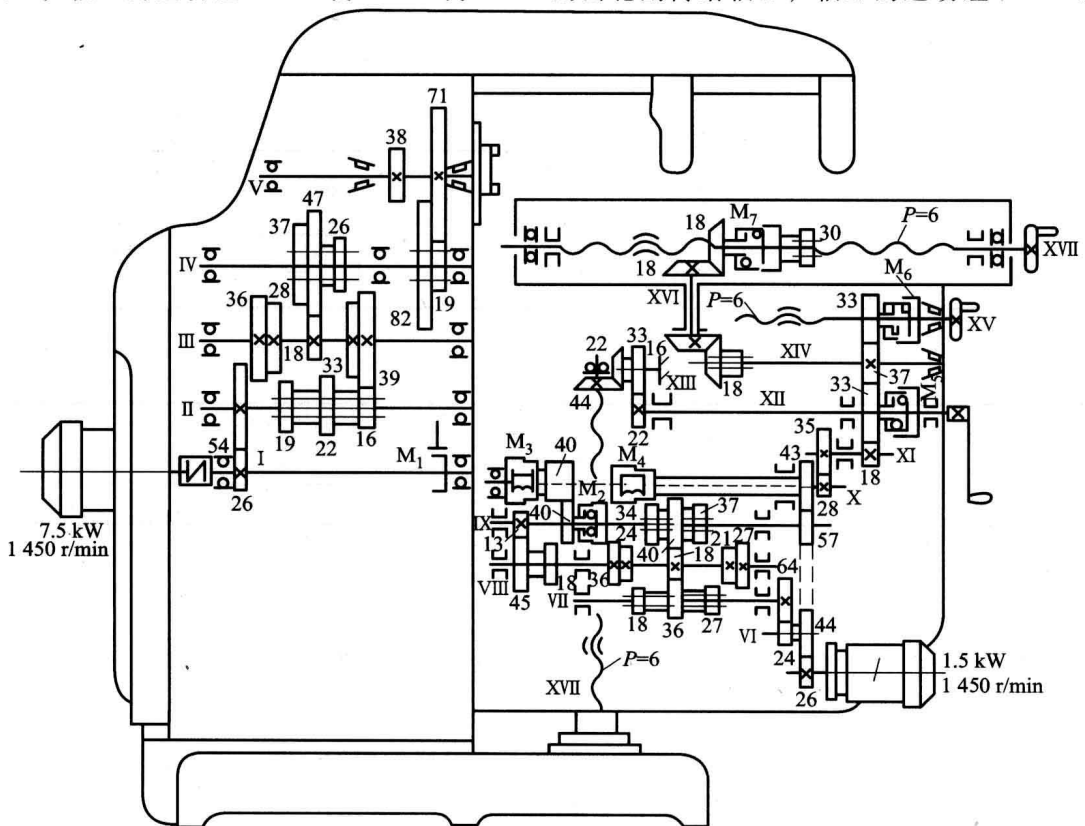 71
38
V
47
37
26
IV
28
36
19
82
III
18
33
39
II
19
22
16
54
I
M₁
26
7.5 kW
1 450 r/min
18
M₇
30
P=6
XVII
18
XVI
P=6
M₆
33
XV
22
33
16
XIII
XIV
18
37
44
33
XII
M₅
22
35
XI
18
M₃
40
M₄
43
X
28
M₂
IX
40
34
37
13
24
40
18
21
27
57
VIII
18
36
64
45
VII
18
36
27
VI
44
24
26
P=6
XVII
1.5 kW
1 450 r/min